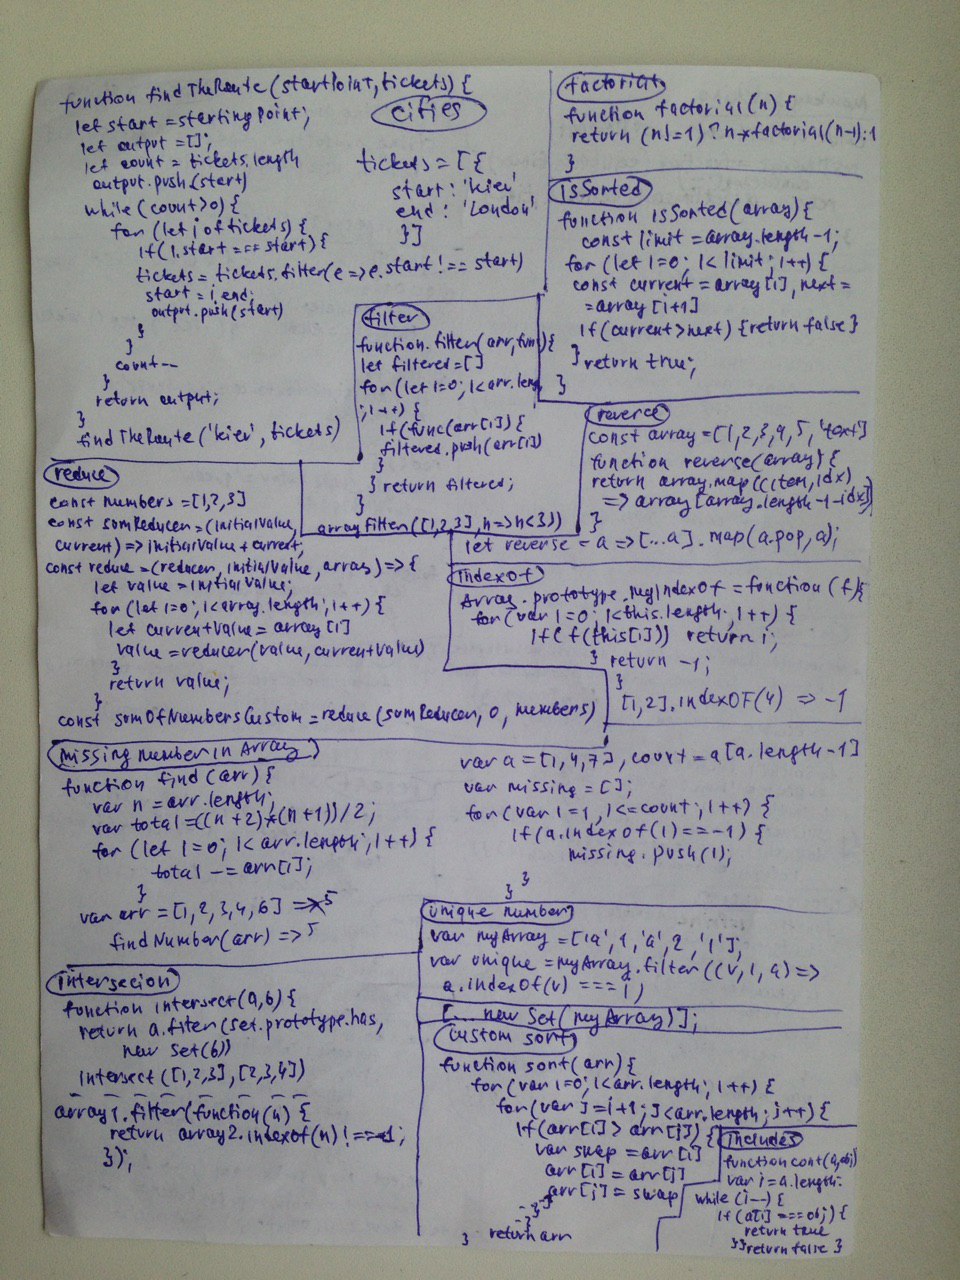 function findTheRoute(startPoint, tickets) {
let start = starting Point;
let output = [];
let count = tickets.length
output.push(start)
while (count>0) {
for (let i of tickets) {
if(i.start === start) {
tickets = tickets.filter(e => e.start !== start)
start = i.end;
output.push(start)
}
}
count--
}
return output;
}
findTheRoute('kiev', tickets)
cities
tickets = [{
start: 'kiev'
end: 'London'
}]
factorial
function factorial(n) {
return (n!=1) ? n*factorial(n-1):1
}
isSorted
function isSorted(array) {
const limit = array.length-1;
for (let i=0; i< limit; i++) {
const current = array[i], next =
= array[i+1]
if(current>next) {return false}
} return true;
}
filter
function.filter(arr, func) {
let filtered = []
for (let i=0; i<arr.leng
; i++) {
if(func(arr[i]) {
filtered.push(arr[i])
}
} return filtered;
}
arrayfilter([1,2,3], n=>n<3))
reverse
const array = [1,2,3,4,5, '4ext']
function reverse(array) {
return array.map((item, idx)
=> array[array.length-1-idx])
}
let reverse = a => [...a].map(a.pop, a);
reduce
const numbers = [1,2,3]
const sumReducer = (initialvalue,
current) => initialvalue + current;
const reduce = (reducer, initialvalue, array) => {
let value = initial value;
for (let i=0; i<array.length; i++) {
let currentvalue = array[i]
value = reducer(value, currentvalue)
}
return value;
}
const sumOfNumbersCustom = reduce(sumReducer, 0, numbers)
indexOf
Array.prototype.myIndexOf = function (f){
for (var i=0; i<this.length; i++) {
if( f(this[i])) return i;
} return -1;
}
[1,2].indexOf(4) => -1
missing number in Array
function find (arr) {
var n = arr.length;
var total = ((n+2)*(n+1))/2;
for (let i=0; i<arr.length; i++) {
total -= arr[i];
}
var arr = [1,2,3,4,6] => 5
findNumber(arr) => 5
var a = [1,4,7], count = a[a.length-1]
var missing = [];
for (var i=1, i<=count; i++) {
if(a.indexOf(i)==-1) {
missing.push(i);
}
}
unique number
var myArray = ['a', 1, 'a', 2, '1'];
var unique = myArray.filter((v, i, a) =>
a.indexOf(v) === i)
[... new Set(myArray)];
intersecion
function intersect(a,b) {
return a.fiter(set.prototype.has,
new Set(b))
intersect([1,2,3], [2,3,4])
array1.filter(function(n) {
return array2.indexof(n) !== -1;
});
custom sort
function sort(arr) {
for (var i=0; i<arr.length; i++) {
for (var j=i+1; j<arr.length; j++) {
if(arr[i] > arr[j]) {
var swap = arr[i]
arr[i] = arr[j]
arr[j] = swap
}
}
}
} return arr
includes
function cont(a,obj)
var i = a.length.
while (i--) {
if (a[i] === obj) {
return true
}} return false }